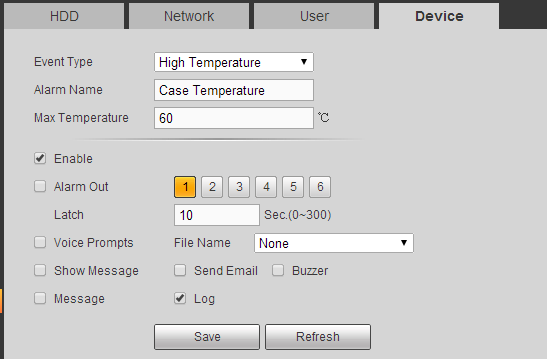 HDD Network User Device
Event Type High Temperature
Alarm Name Case Temperature
Max Temperature 60 ℃
Enable
Alarm Out 1 2 3 4 5 6
Latch 10 Sec.(0~300)
Voice Prompts File Name None
Show Message Send Email Buzzer
Message Log
Save Refresh